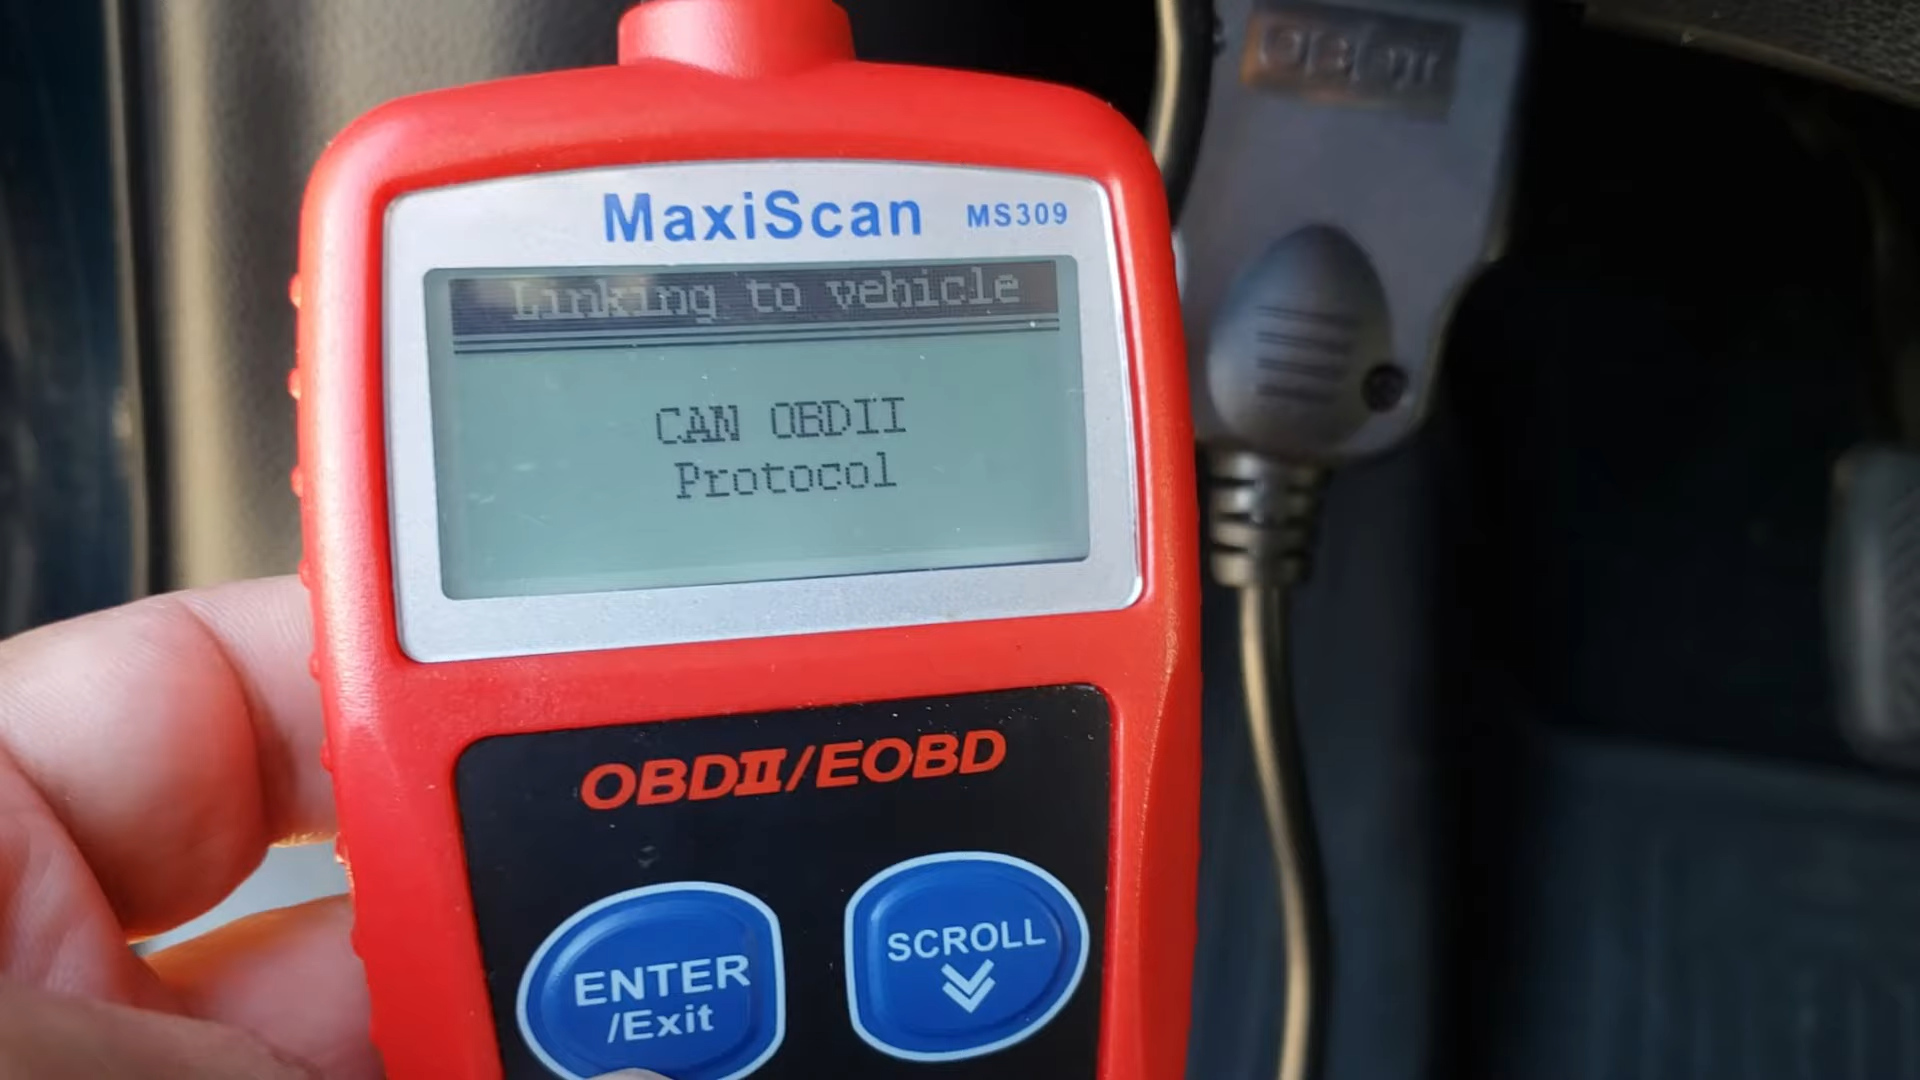 MaxiScan MS309
Linking to vehicle
CAN OBDII
Protocol
OBDII/EOBD
ENTER
/Exit
SCROLL